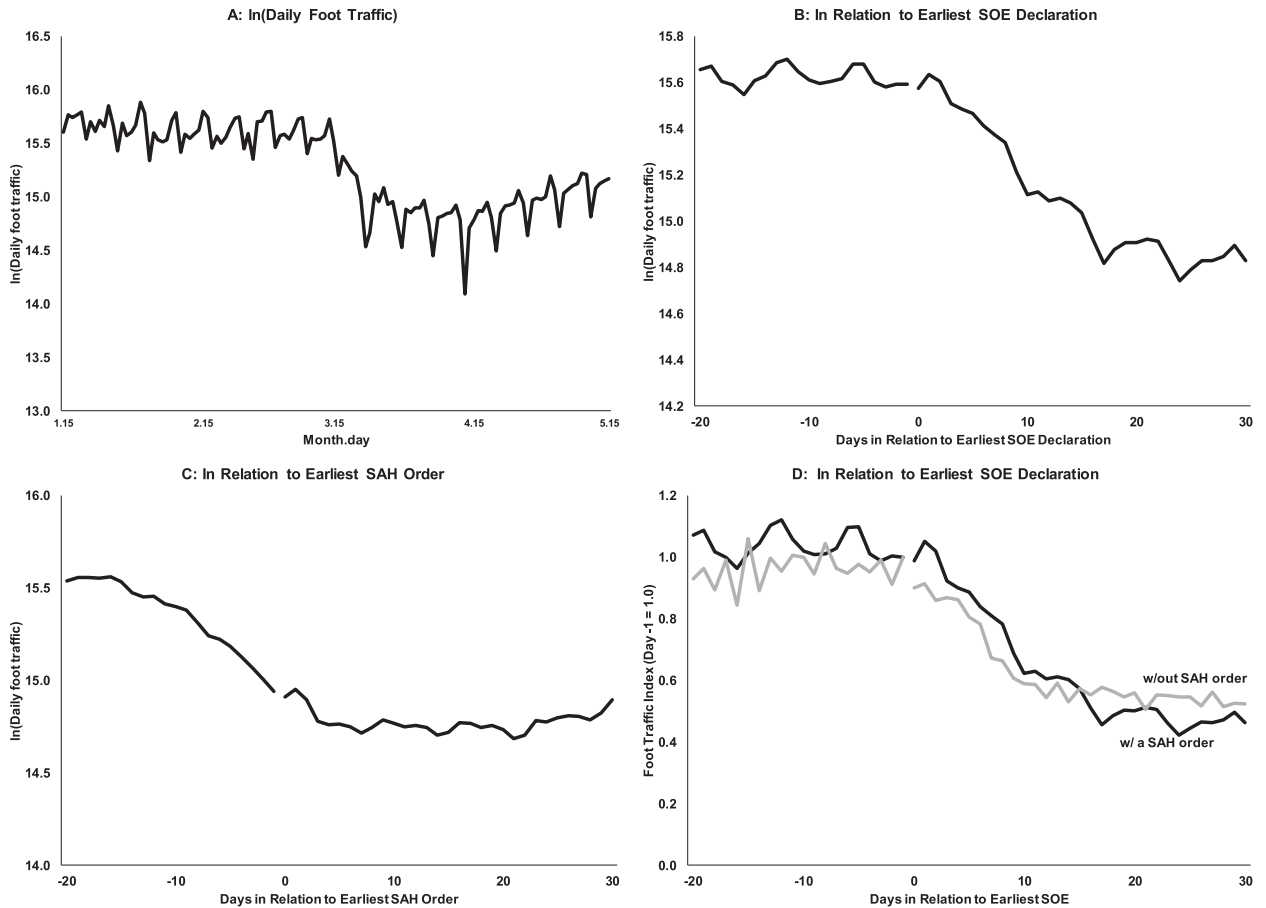 A: ln(Daily Foot Traffic)
16.5
16.0
15.5
15.0
14.5
14.0
13.5
13.0
ln(Daily foot traffic)
1.15 2.15 3.15 4.15 5.15
Month.day
B: In Relation to Earliest SOE Declaration
15.8
15.6
15.4
15.2
15.0
14.8
14.6
14.4
14.2
ln(Daily foot traffic)
-20 -10 0 10 20 30
Days in Relation to Earliest SOE Declaration
C: In Relation to Earliest SAH Order
16.0
15.5
15.0
14.5
14.0
ln(Daily foot traffic)
-20 -10 0 10 20 30
Days in Relation to Earliest SAH Order
D: In Relation to Earliest SOE Declaration
1.2
1.0
0.8
0.6
0.4
0.2
0.0
Foot Traffic Index (Day -1 = 1.0)
w/out SAH order
w/ a SAH order
-20 -10 0 10 20 30
Days in Relation to Earliest SOE